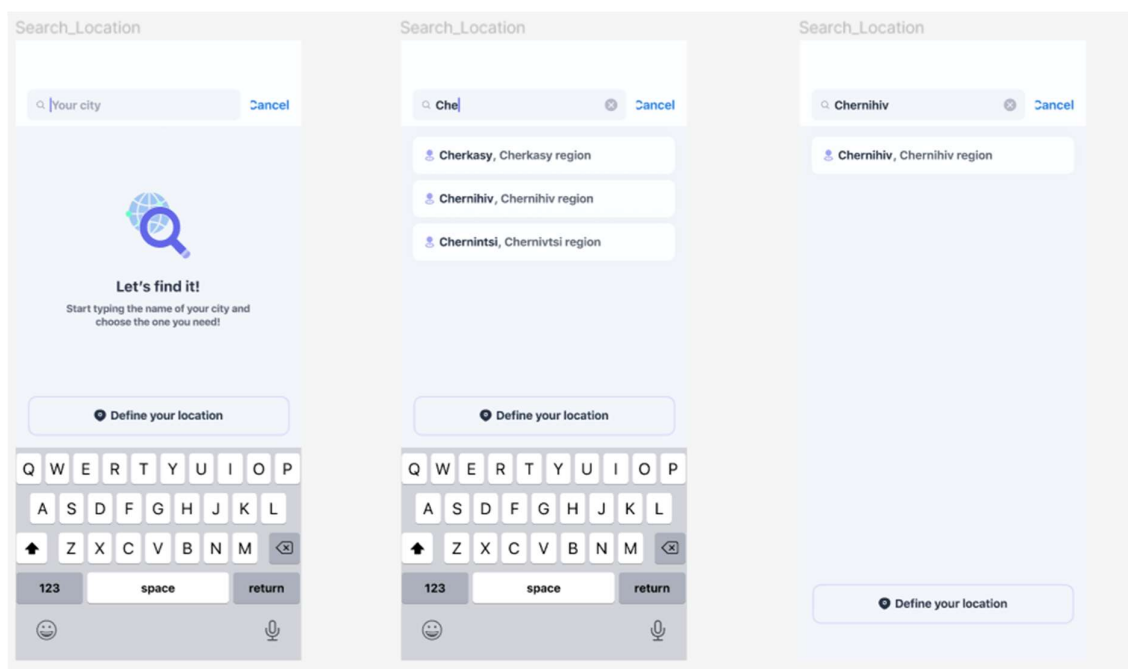 Search_Location
Your city
Cancel
Let's find it!
Start typing the name of your city and
choose the one you need!
Define your location
Q W E R T Y U I O P
A S D F G H J K L
Z X C V B N M
123 space return
Search_Location
Che
Cancel
Cherkasy, Cherkasy region
Chernihiv, Chernihiv region
Chernintsi, Chernivtsi region
Define your location
Q W E R T Y U I O P
A S D F G H J K L
Z X C V B N M
123 space return
Search_Location
Chernihiv
Cancel
Chernihiv, Chernihiv region
Define your location